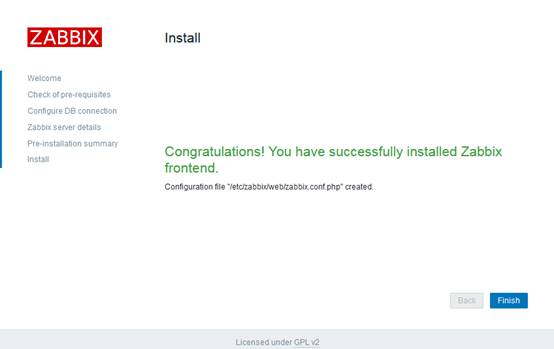 ZABBIX
Install
Welcome
Check of pre-requisites
Configure DB connection
Zabbix server details
Pre-installation summary
Install
Congratulations! You have successfully installed Zabbix
frontend.
Configuration file "/etc/zabbix/web/zabbix.conf.php" created.
Back
Finish
Licensed under GPL v2